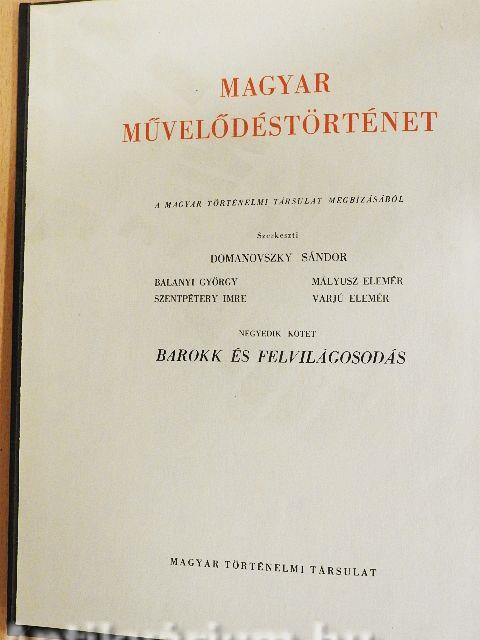 MAGYAR
MŰVELŐDÉSTÖRTÉNET
A MAGYAR TÖRTÉNELMI TÁRSULAT MEGBÍZÁSÁBÓL
Szerkeszti
DOMANOVSZKY SÁNDOR
BALANYI GYÖRGY MÁLYUSZ ELEMÉR
SZENTPÉTERY IMRE VARJÚ ELEMÉR
NEGYEDIK KÖTET
BAROKK ÉS FELVILÁGOSODÁS
MAGYAR TÖRTÉNELMI TÁRSULAT